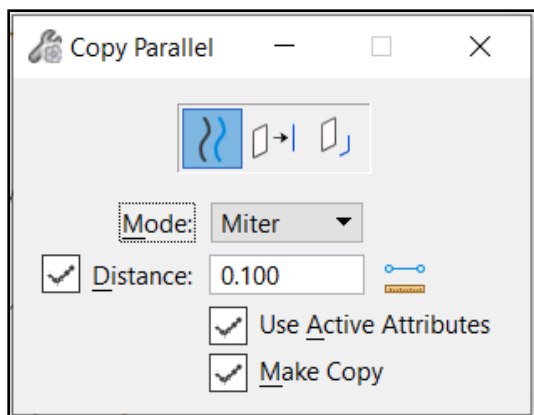 Copy Parallel
Mode: Miter
Distance: 0.100
Use Active Attributes
Make Copy